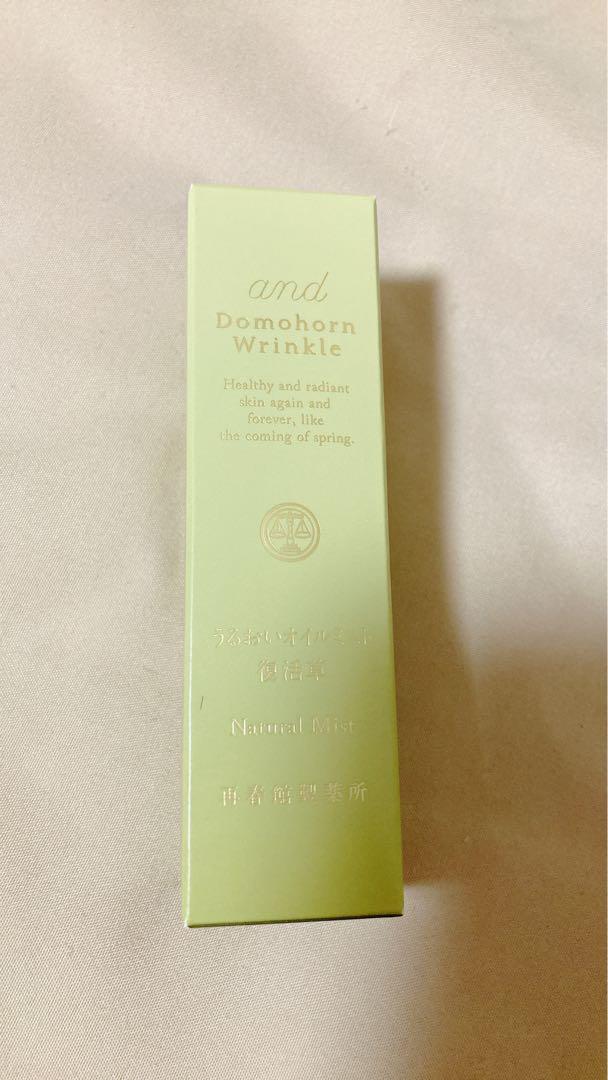 and
Domohorn
Wrinkle
Healthy and radiant
skin again and
forever, like
the coming of spring.
うるおいオイルミスト
復活草
Natural Mist
再春館製薬所